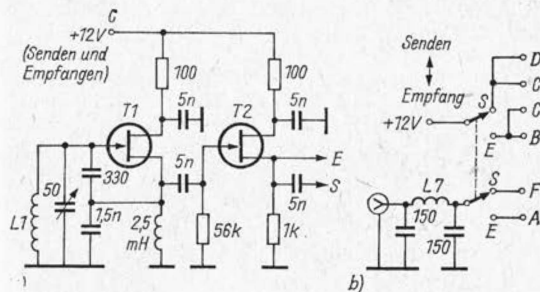 C
+12V
(Senden und
Empfangen)
100
100
5n
5n
T1
T2
5n
E
S
5n
50
330
1,5n
L1
2,5
mH
56k
1k
Senden
Empfang
+12V
S
E
D
C
C
B
L7
S
E
F
A
150
150
b)